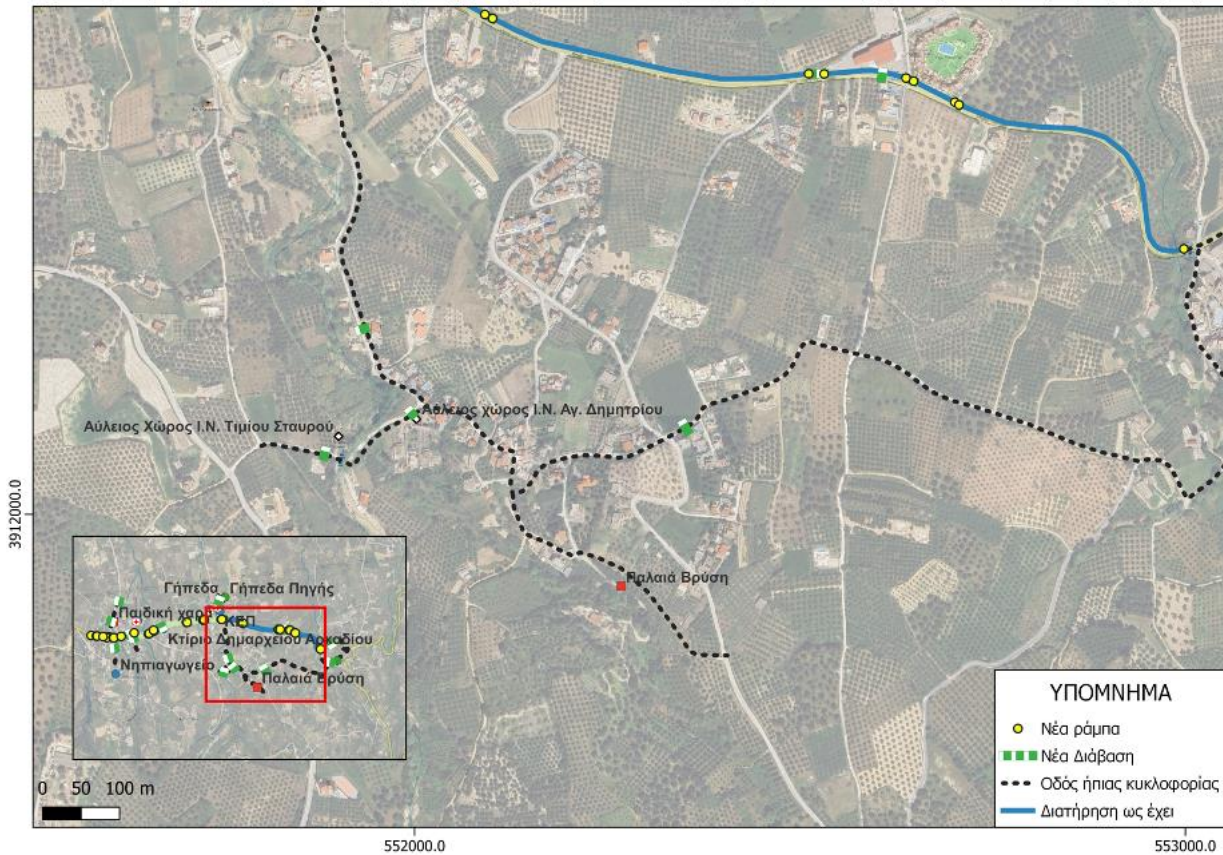 Αύλειος χώρος Ι.Ν. Αγ. Δημητρίου
Αύλειος Χώρος Ι.Ν. Τιμίου Σταυρού
3912000.0
Παλαιά Βρύση
Γήπεδα
Γήπεδα Πηγής
Παιδική χαρά
ΚΕΠ
Κτίριο Δημαρχείου Αρκαδίου
Νηπιαγωγείο
Παλαιά Βρύση
0 50 100 m
ΥΠΟΜΝΗΜΑ
Νέα ράμπα
Νέα Διάβαση
Οδός ήπιας κυκλοφορίας
Διατήρηση ως έχει
552000.0
553000.0